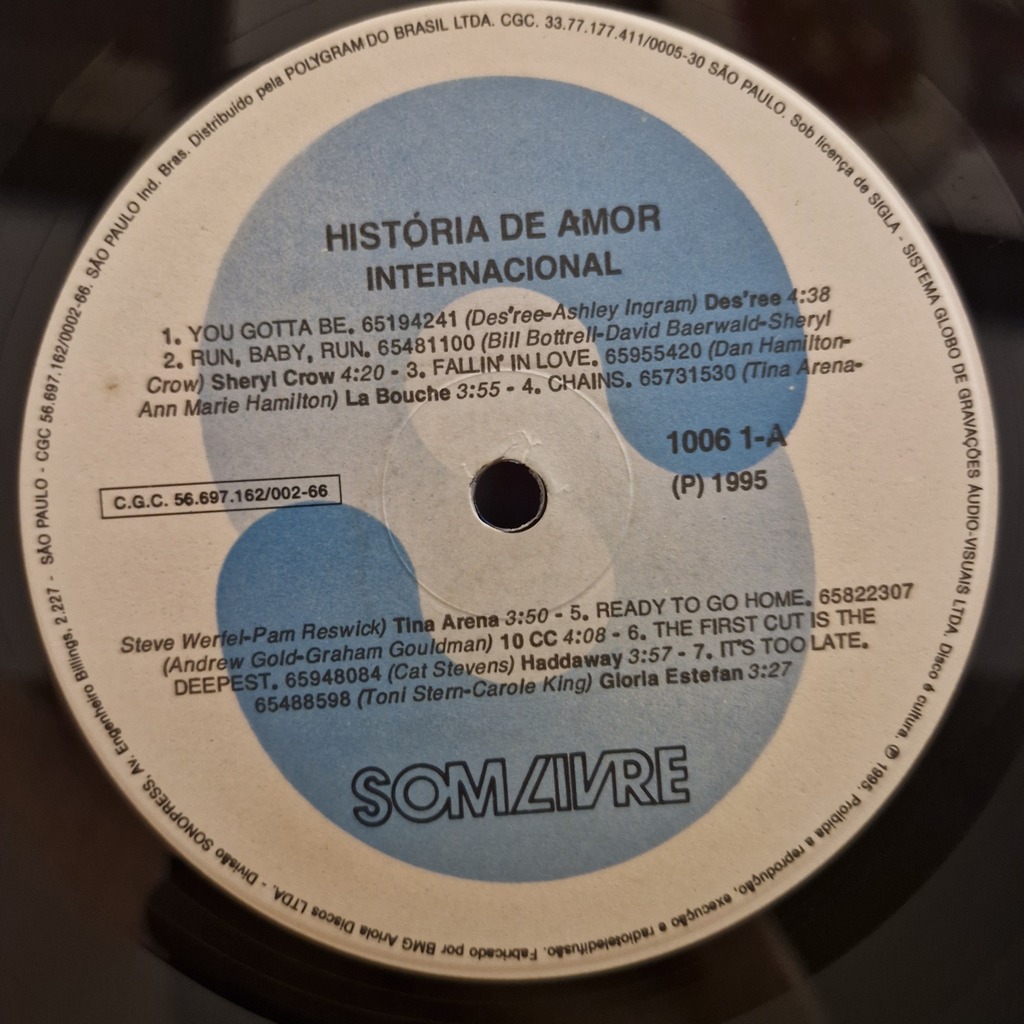 HISTÓRIA DE AMOR
INTERNACIONAL
1. YOU GOTTA BE. 65194241 (Des'ree-Ashley Ingram) Des'ree 4:38
2. RUN, BABY, RUN. 65481100 (Bill Bottrell-David Baerwald-Sheryl
Crow) Sheryl Crow 4:20 - 3. FALLIN' IN LOVE. 65955420 (Dan Hamilton-
Ann Marie Hamilton) La Bouche 3:55 - 4. CHAINS. 65731530 (Tina Arena-
1006 1-A
(P) 1995
C.G.C. 56.697.162/002-66
Steve Werfel-Pam Reswick) Tina Arena 3:50 - 5. READY TO GO HOME. 65822307
(Andrew Gold-Graham Gouldman) 10 CC 4:08 - 6. THE FIRST CUT IS THE
DEEPEST. 65948084 (Cat Stevens) Haddaway 3:57 - 7. IT'S TOO LATE.
65488598 (Toni Stern-Carole King) Gloria Estefan 3:27
SOM LIVRE
Fabricado por BMG Ariola Discos LTDA. - Divisão SONOPRESS, Av. Engenheiro Billings, 2.227 - SÃO PAULO - CGC 56.697.162/0002-66. SÃO PAULO Ind. Bras. Distribuído pela POLYGRAM DO BRASIL LTDA. CGC. 33.77.177.411/0005-30 SÃO PAULO. Sob licença de SIGLA - SISTEMA GLOBO DE GRAVAÇÕES ÁUDIO-VISUAIS LTDA. Disco é cultura. ℗ 1995. Proibida a reprodução, execução e radioteledifusão.